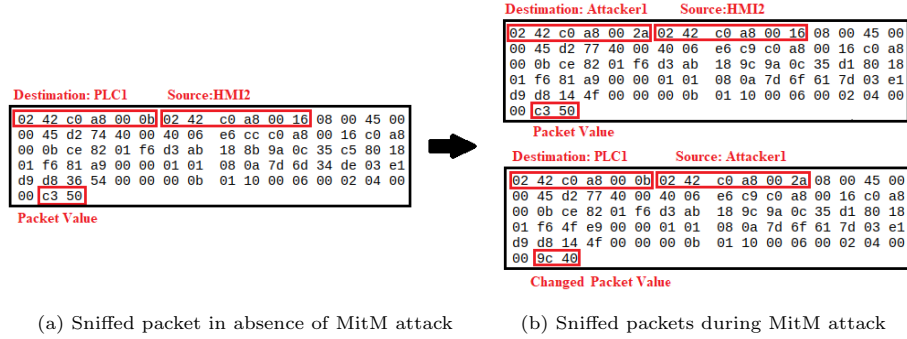 Destination: PLC1 Source:HMI2
02 42 c0 a8 00 0b 02 42 c0 a8 00 16 08 00 45 00
00 45 d2 74 40 00 40 06 e6 cc c0 a8 00 16 c0 a8
00 0b ce 82 01 f6 d3 ab 18 8b 9a 0c 35 c5 80 18
01 f6 81 a9 00 00 01 01 08 0a 7d 6d 34 de 03 e1
d9 d8 36 54 00 00 00 0b 01 10 00 06 00 02 04 00
00 c3 50
Packet Value
(a) Sniffed packet in absence of MitM attack
Destination: Attacker1 Source:HMI2
02 42 c0 a8 00 2a 02 42 c0 a8 00 16 08 00 45 00
00 45 d2 77 40 00 40 06 e6 c9 c0 a8 00 16 c0 a8
00 0b ce 82 01 f6 d3 ab 18 9c 9a 0c 35 d1 80 18
01 f6 81 a9 00 00 01 01 08 0a 7d 6f 61 7d 03 e1
d9 d8 14 4f 00 00 00 0b 01 10 00 06 00 02 04 00
00 c3 50
Packet Value
Destination: PLC1 Source: Attacker1
02 42 c0 a8 00 0b 02 42 c0 a8 00 2a 08 00 45 00
00 45 d2 77 40 00 40 06 e6 c9 c0 a8 00 16 c0 a8
00 0b ce 82 01 f6 d3 ab 18 9c 9a 0c 35 d1 80 18
01 f6 4f e9 00 00 01 01 08 0a 7d 6f 61 7d 03 e1
d9 d8 14 4f 00 00 00 0b 01 10 00 06 00 02 04 00
00 9c 40
Changed Packet Value
(b) Sniffed packets during MitM attack